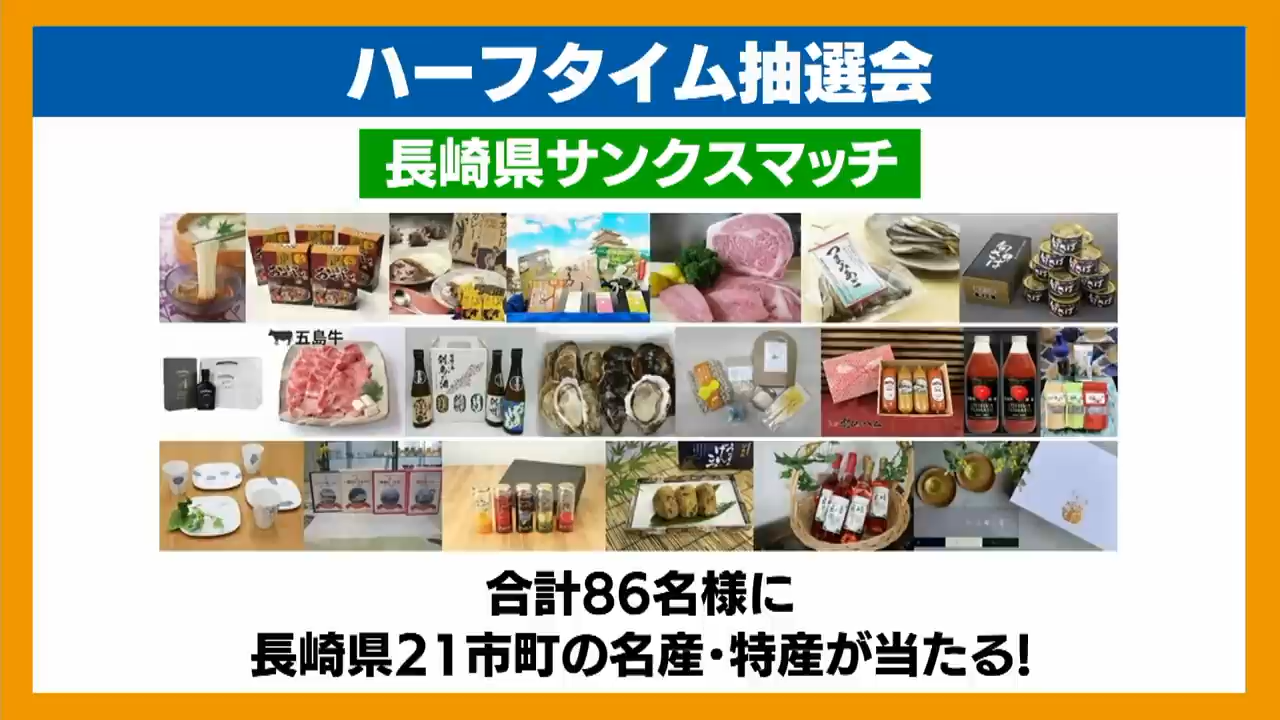 ハーフタイム抽選会
長崎県サンクスマッチ
五島牛
合計86名様に
長崎県21市町の名産・特産が当たる!